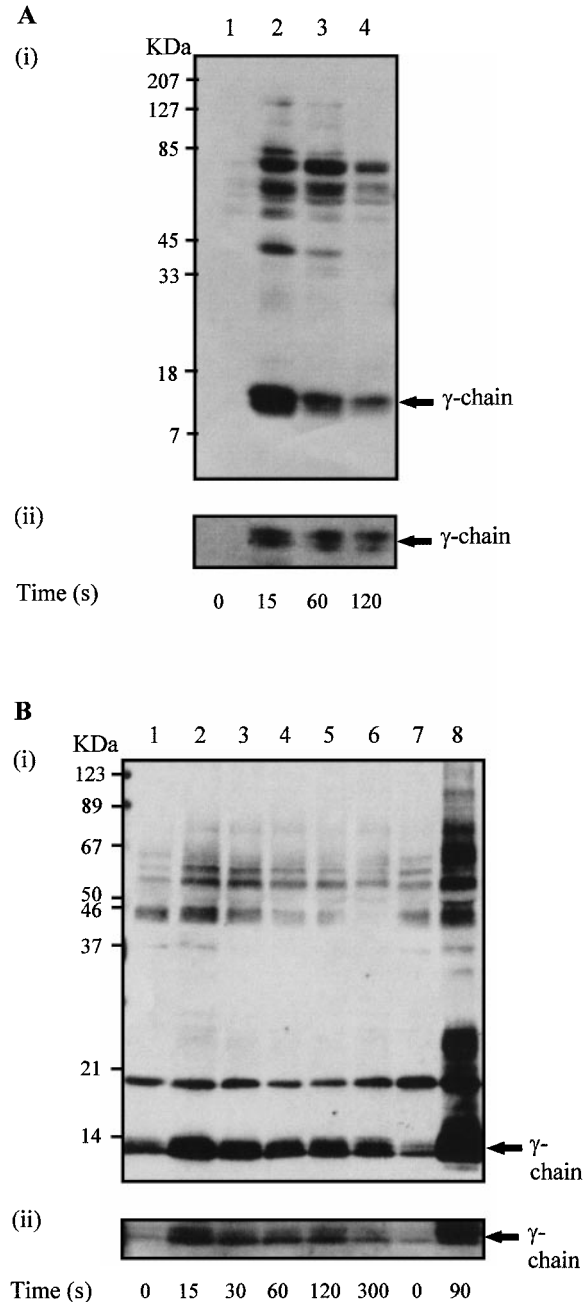 A
1 2 3 4
KDa
(i)
207
127
85
45
33
18
γ-chain
7
(ii)
γ-chain
Time (s) 0 15 60 120
B
1 2 3 4 5 6 7 8
KDa
(i)
123
89
67
50
46
37
21
14
γ-
chain
(ii)
γ-
chain
Time (s) 0 15 30 60 120 300 0 90